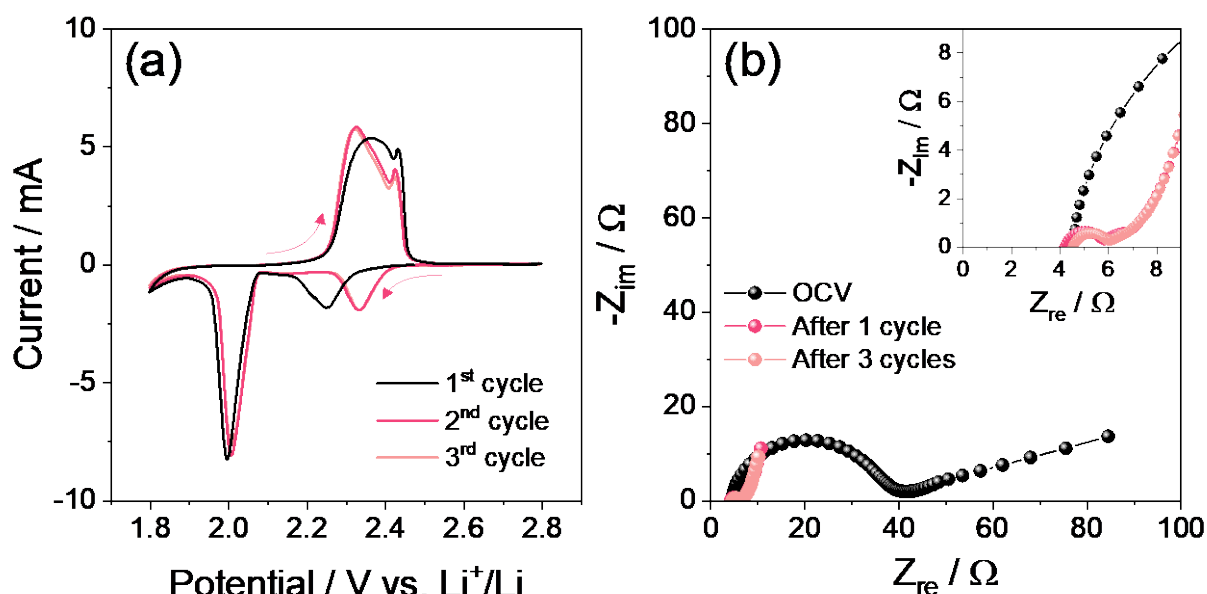 (a)
Current / mA
10
5
0
-5
-10
1.8 2.0 2.2 2.4 2.6 2.8
Potential / V vs. Li⁺/Li
1ˢᵗ cycle
2ⁿᵈ cycle
3ʳᵈ cycle
(b)
-Zᵢₘ / Ω
100
80
60
50
40
30
20
10
0
0 20 40 60 80 100
Zᵣₑ / Ω
OCV
After 1 cycle
After 3 cycles
-Zᵢₘ / Ω
8
6
4
2
0
0 2 4 6 8
Zᵣₑ / Ω